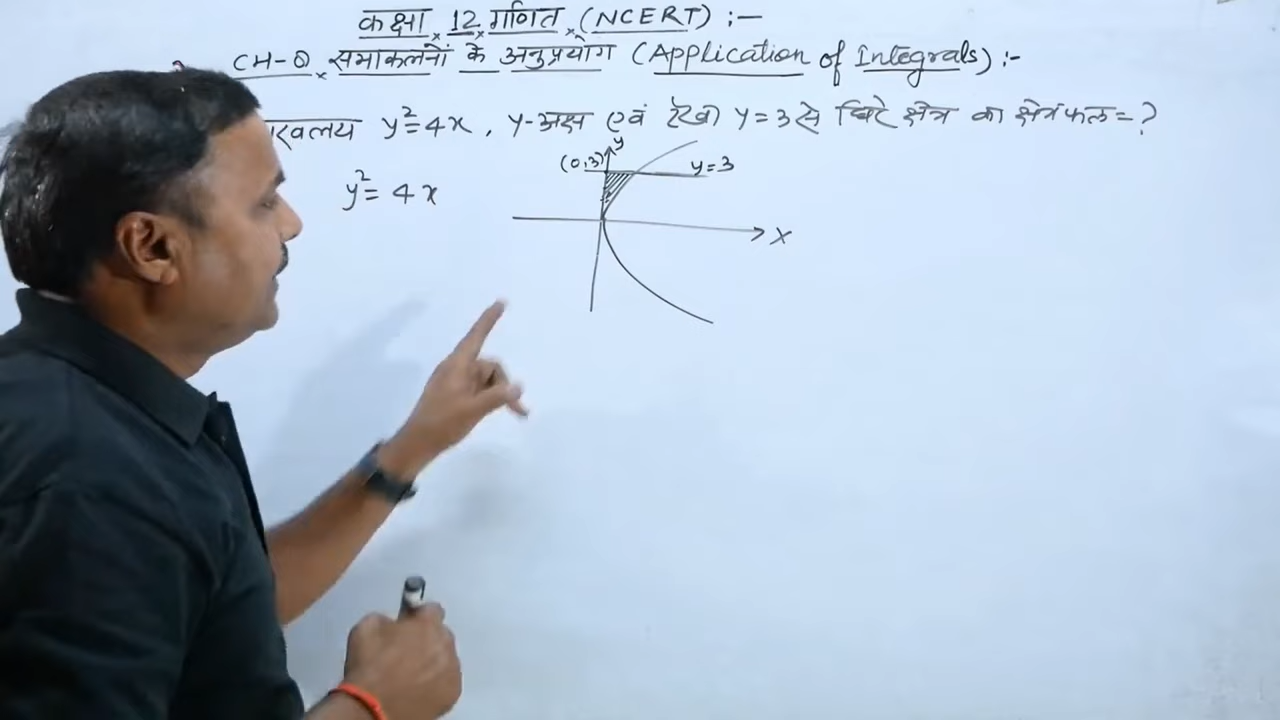 कक्षा 12 गणित (NCERT) :—
CH-8 समाकलनों के अनुप्रयोग (Application of Integrals) :-
y²=4x, y-अक्ष एवं रेखा y=3 से घिरे क्षेत्र का क्षेत्रफल=?
y
(0,3)
y=3
y²=4x
X